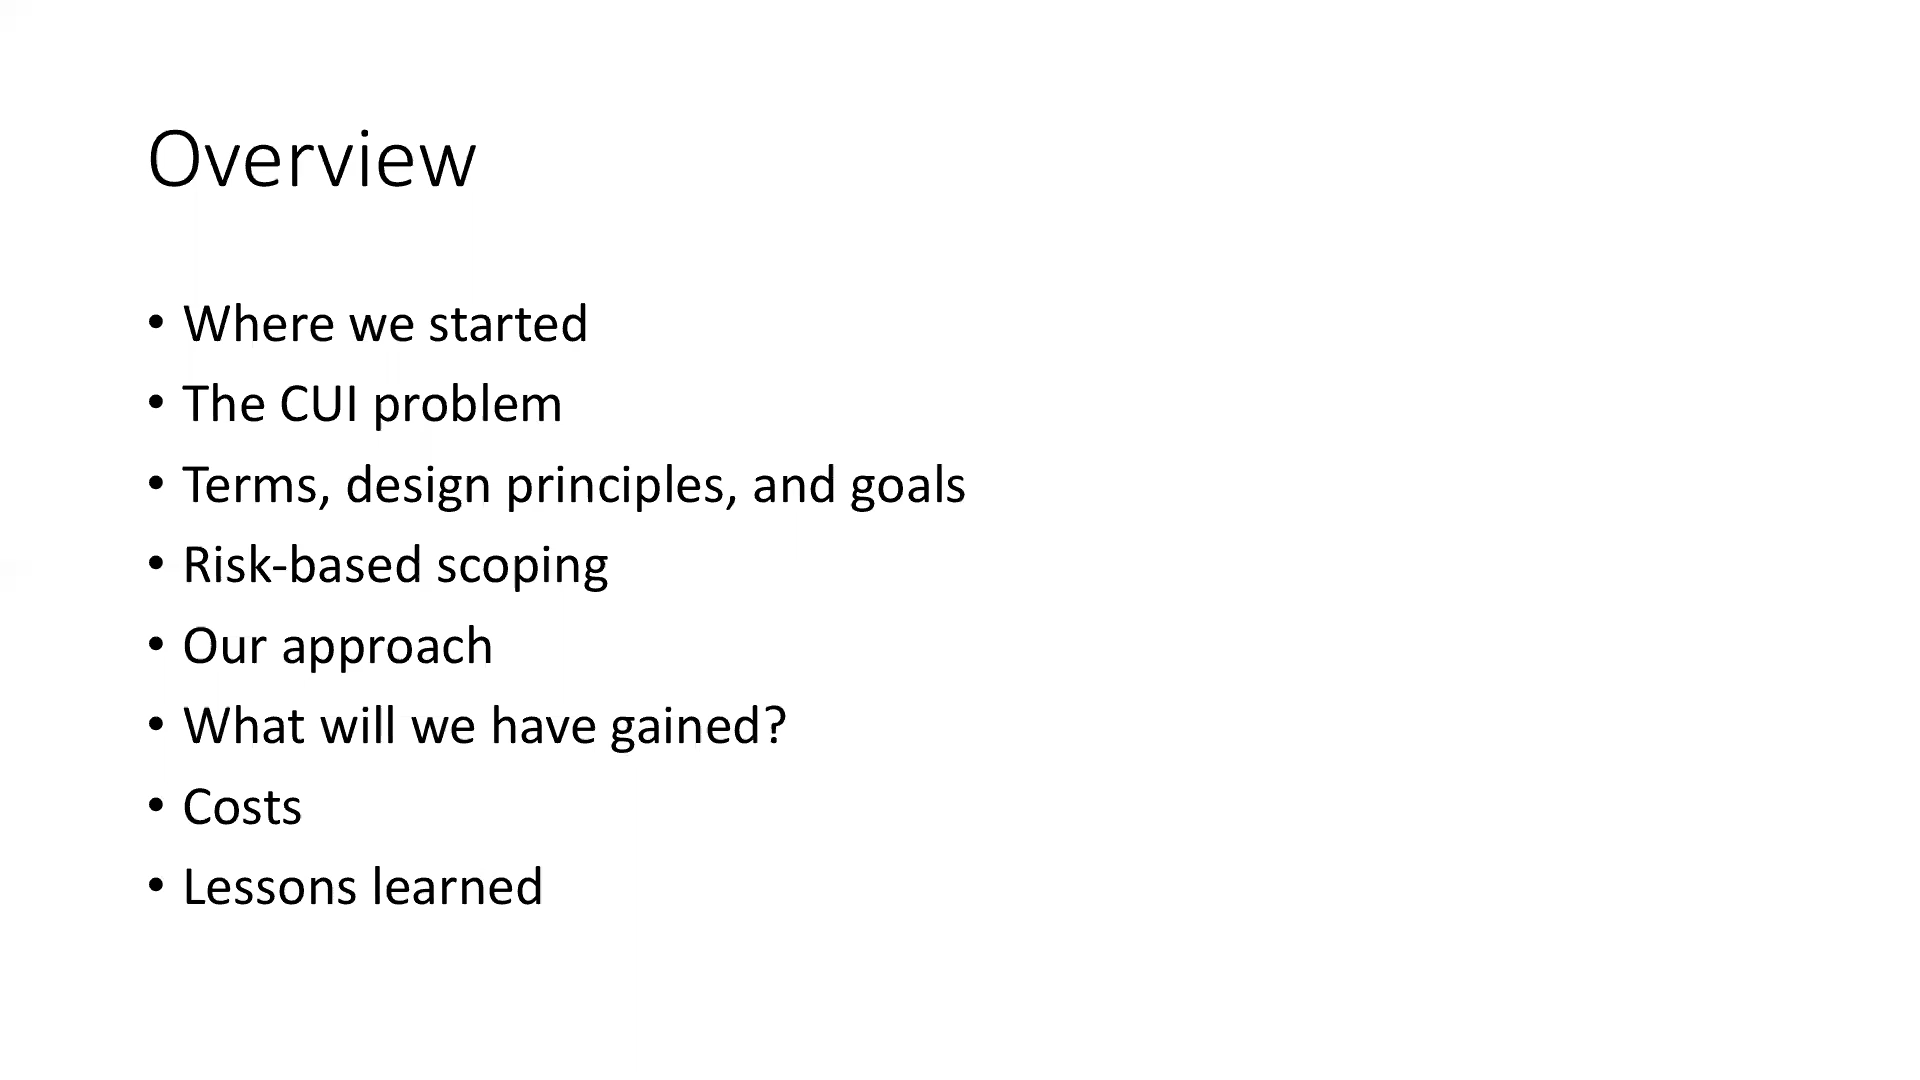 Overview
• Where we started
• The CUI problem
• Terms, design principles, and goals
• Risk-based scoping
• Our approach
• What will we have gained?
• Costs
• Lessons learned